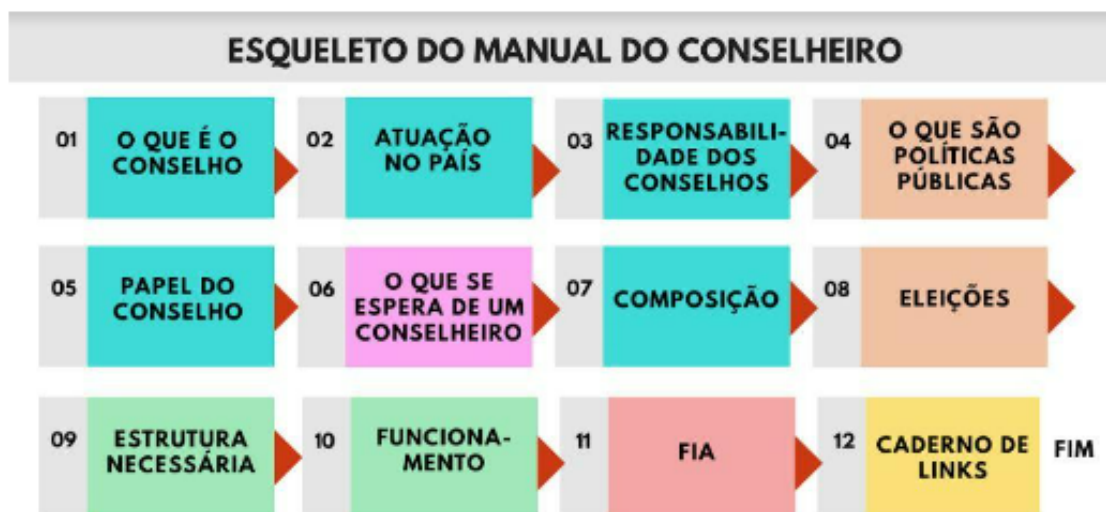 ESQUELETO DO MANUAL DO CONSELHEIRO
01
O QUE É O
CONSELHO
02
ATUAÇÃO
NO PAÍS
03
RESPONSABILI-
DADE DOS
CONSELHOS
04
O QUE SÃO
POLÍTICAS
PÚBLICAS
05
PAPEL DO
CONSELHO
06
O QUE SE
ESPERA DE UM
CONSELHEIRO
07
COMPOSIÇÃO
08
ELEIÇÕES
09
ESTRUTURA
NECESSÁRIA
10
FUNCIONA-
MENTO
11
FIA
12
CADERNO DE
LINKS
FIM